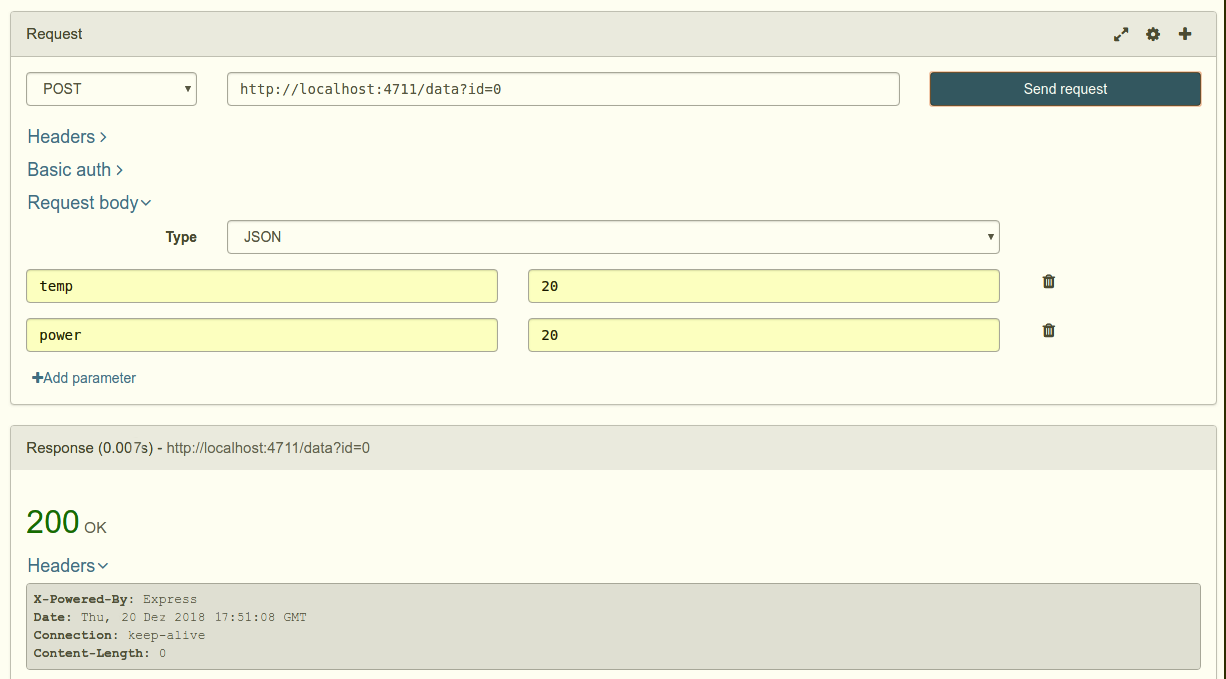 Request
POST http://localhost:4711/data?id=0 Send request
Headers
Basic auth
Request body
Type JSON
temp 20
power 20
Add parameter
Response (0.007s) - http://localhost:4711/data?id=0
200 OK
Headers
X-Powered-By: Express
Date: Thu, 20 Dez 2018 17:51:08 GMT
Connection: keep-alive
Content-Length: 0